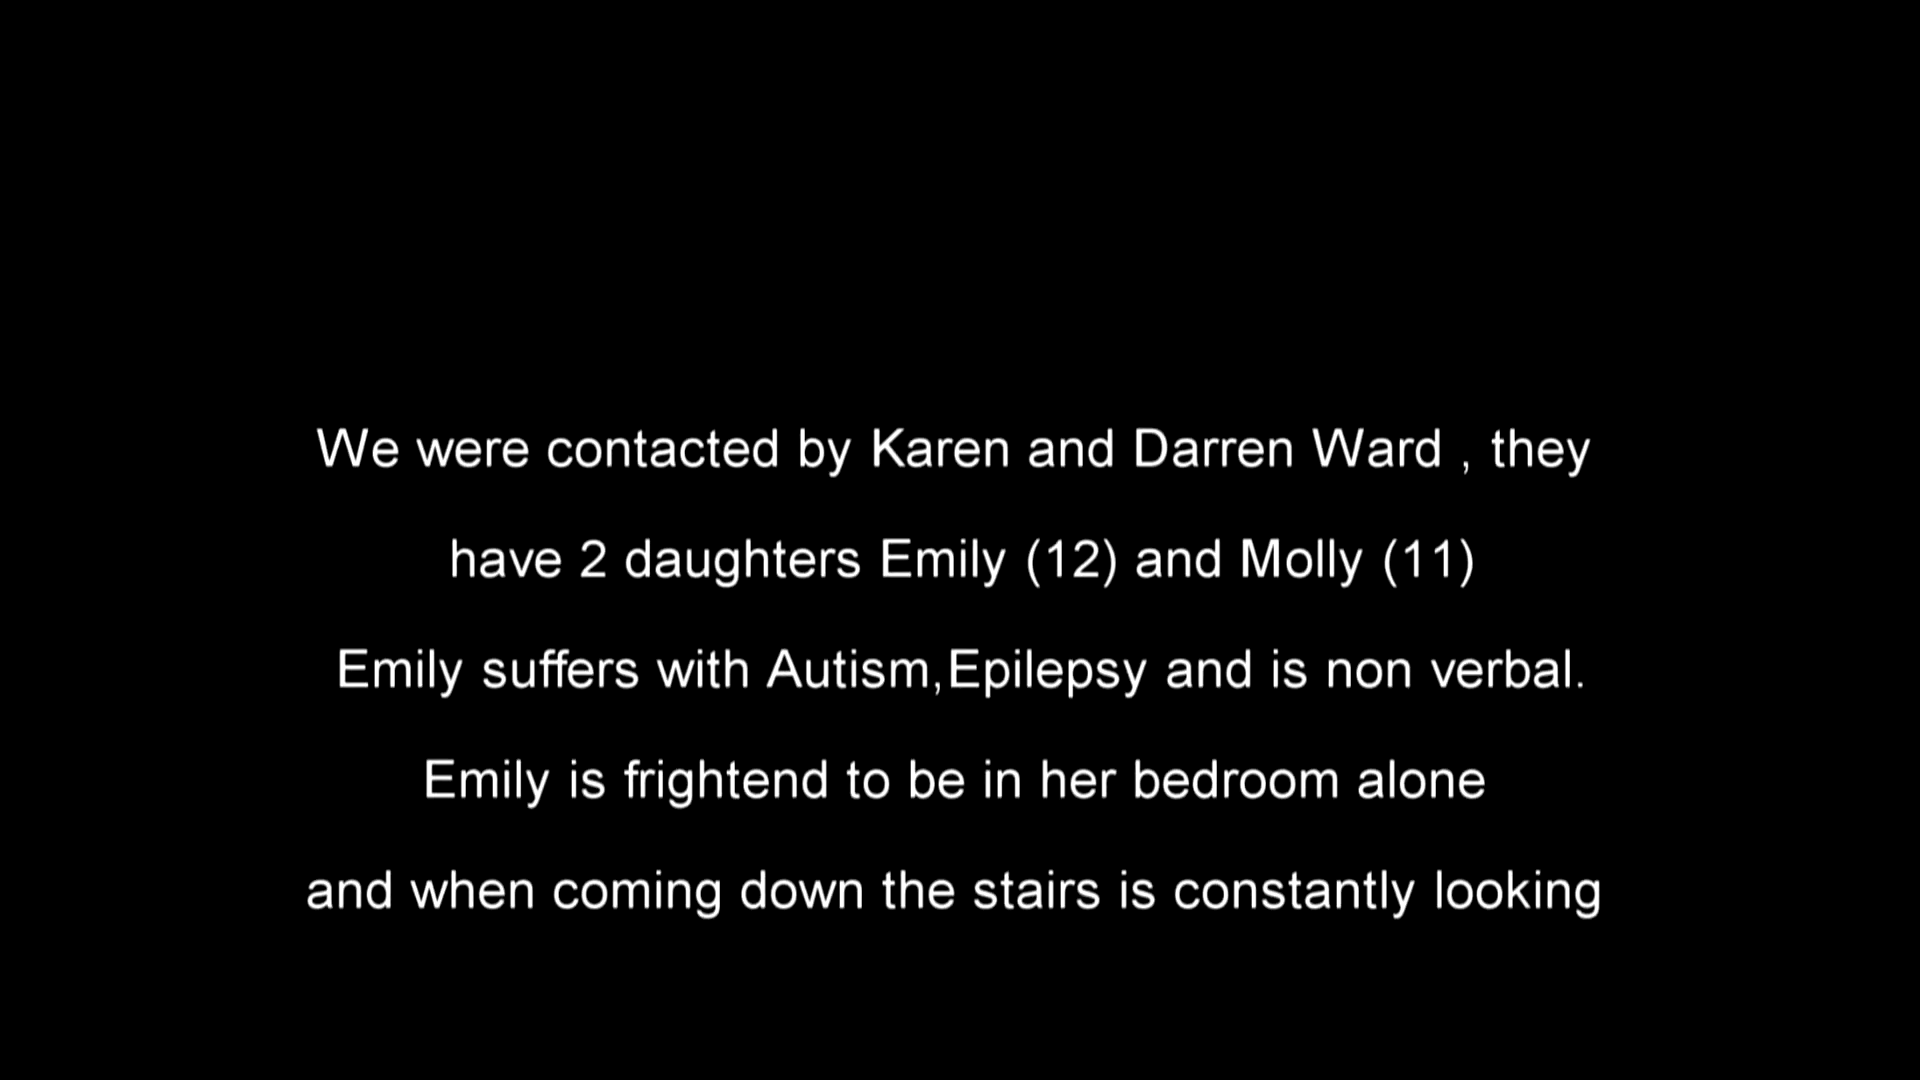 We were contacted by Karen and Darren Ward , they
have 2 daughters Emily (12) and Molly (11)
Emily suffers with Autism,Epilepsy and is non verbal.
Emily is frightend to be in her bedroom alone
and when coming down the stairs is constantly looking